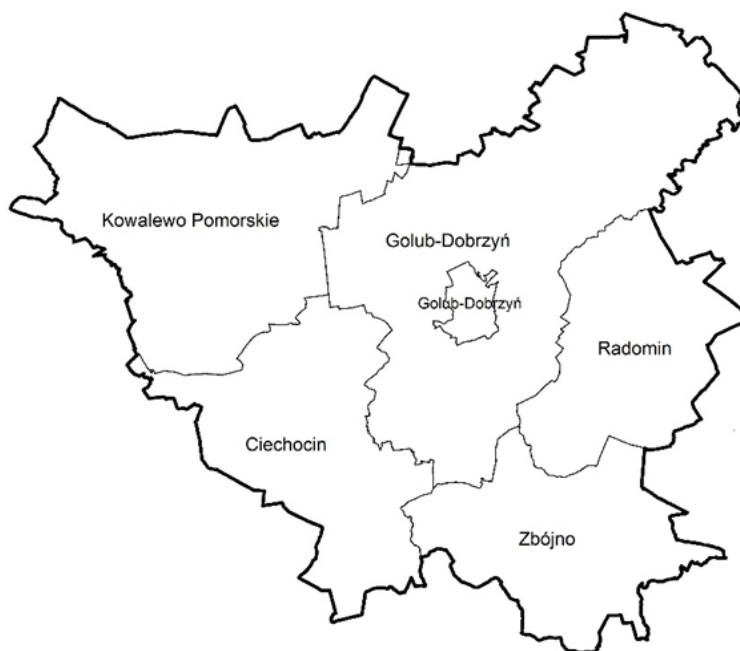 Kowalewo Pomorskie
Golub-Dobrzyń
Golub-Dobrzyń
Radomin
Ciechocin
Zbójno